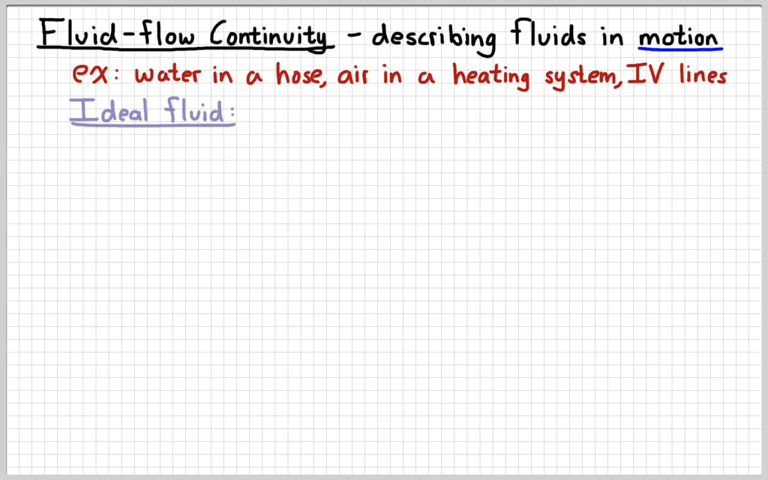 Fluid-flow Continuity - describing fluids in motion
ex: water in a hose, air in a heating system, IV lines
Ideal fluid: